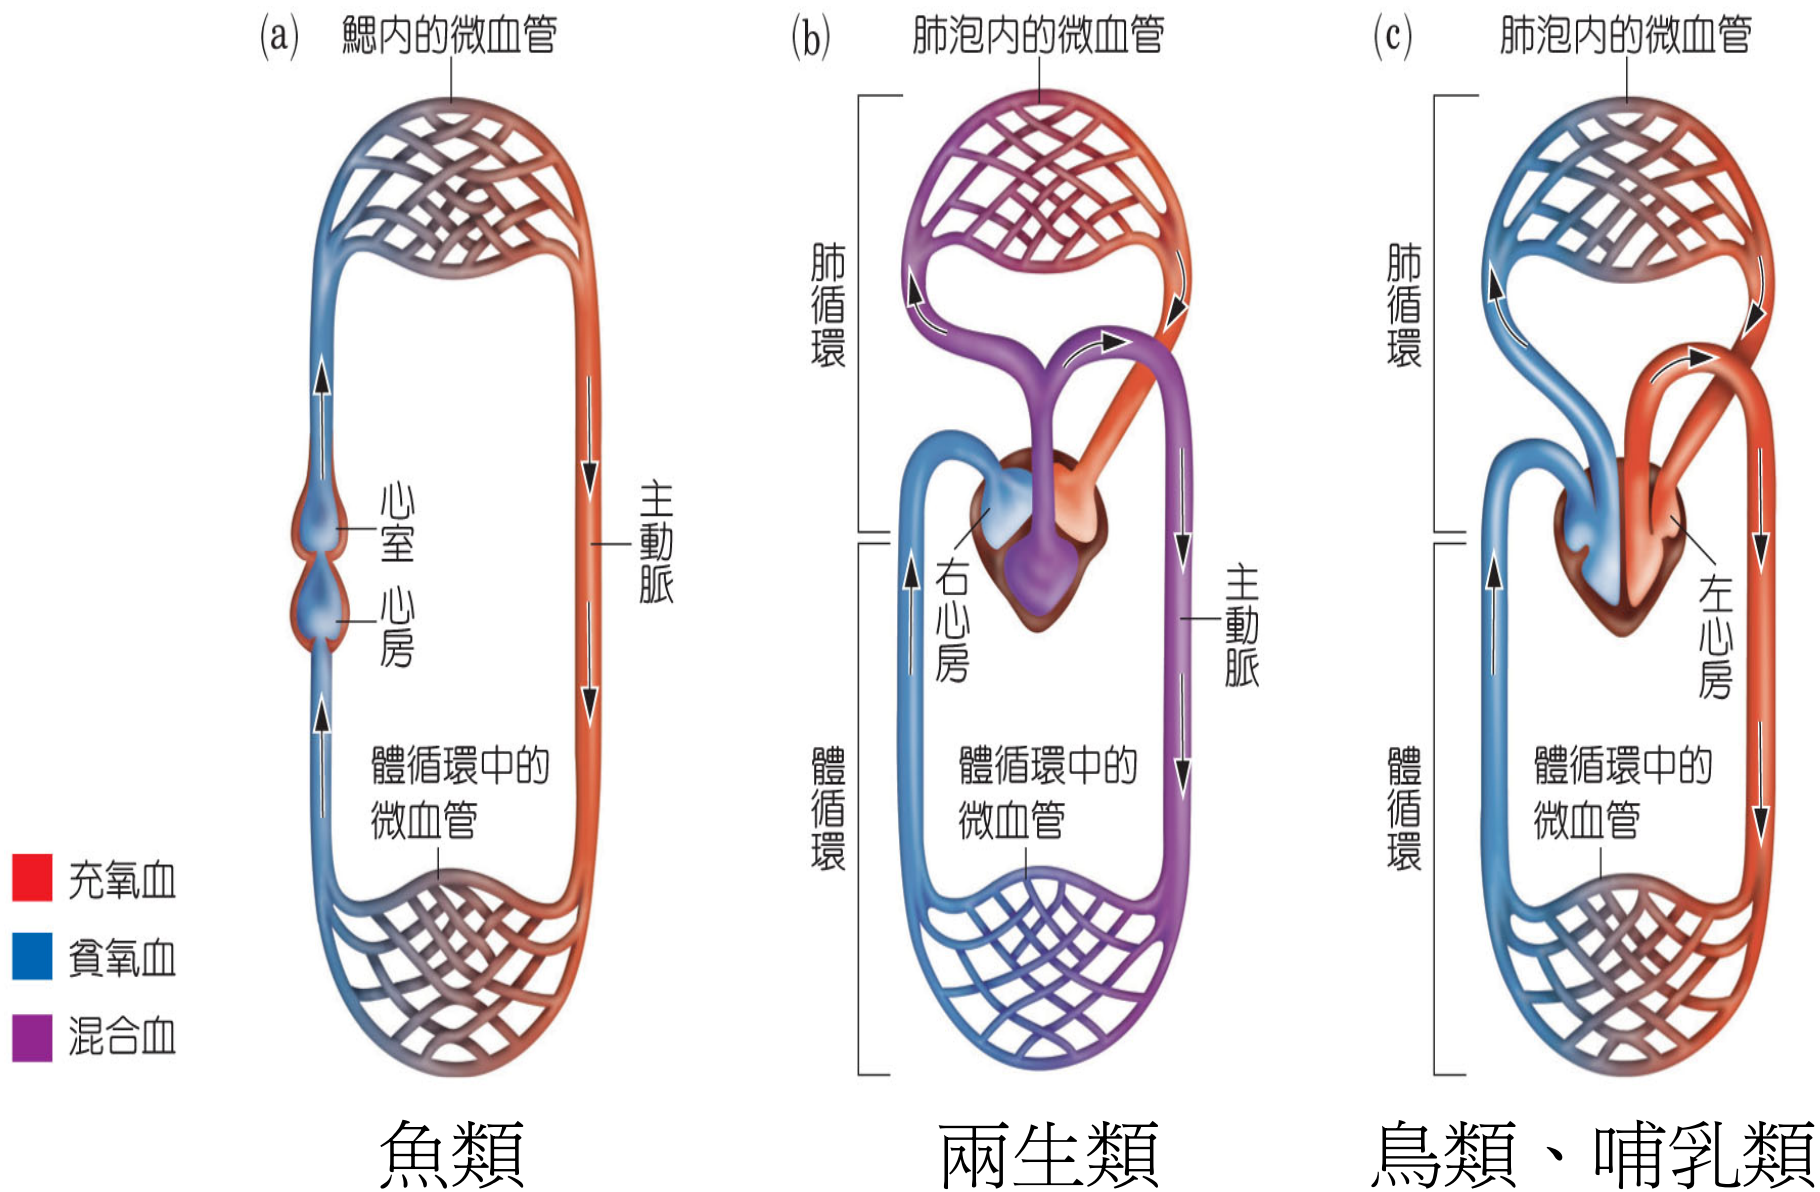 (a)
鰓內的微血管
心室
心房
主動脈
體循環中的
微血管
充氧血
貧氧血
混合血
魚類
(b)
肺泡內的微血管
肺循環
右心房
主動脈
體循環
體循環中的
微血管
兩生類
(c)
肺泡內的微血管
肺循環
左心房
體循環
體循環中的
微血管
鳥類、哺乳類